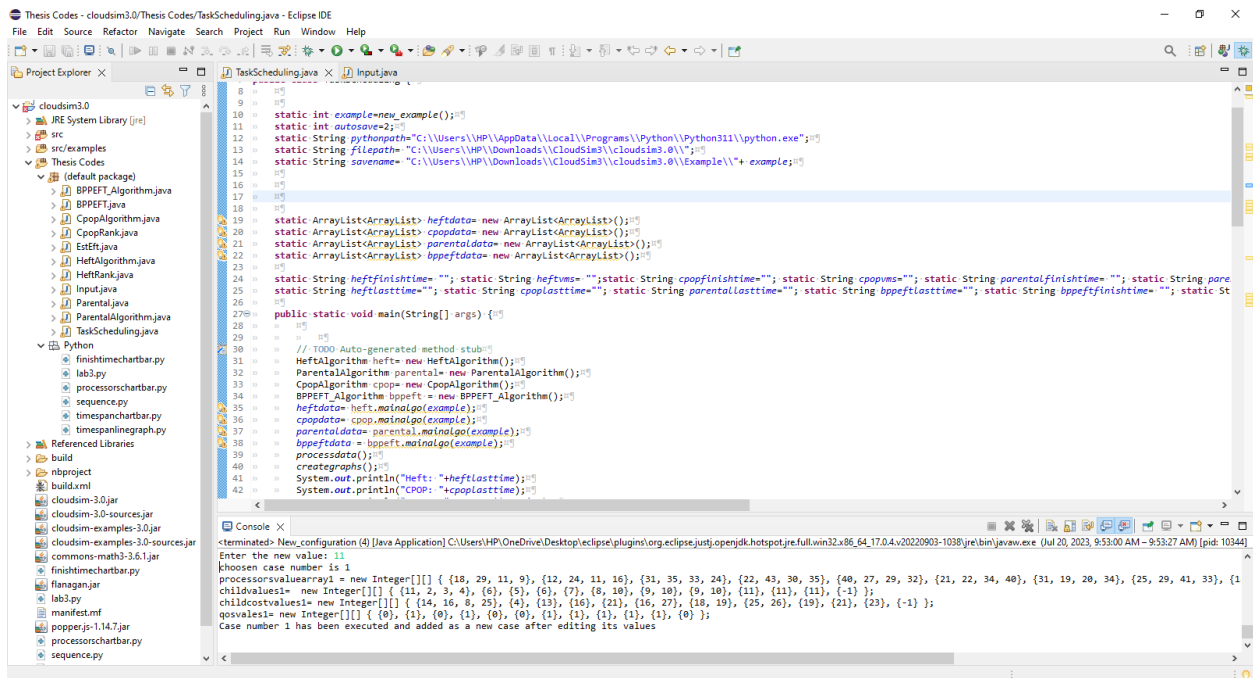 Thesis Codes - cloudsim3.0/Thesis Codes/TaskScheduling.java - Eclipse IDE
File Edit Source Refactor Navigate Search Project Run Window Help
Project Explorer
cloudsim3.0
JRE System Library [jre]
src
src/examples
Thesis Codes
(default package)
BPPEFT_Algorithm.java
BPPEFT.java
CpopAlgorithm.java
CpopRank.java
EstEft.java
HeftAlgorithm.java
HeftRank.java
Input.java
Parental.java
ParentalAlgorithm.java
TaskScheduling.java
Python
finishtimechartbar.py
lab3.py
processorschartbar.py
sequence.py
timespanchartbar.py
timespanlinegraph.py
Referenced Libraries
build
nbproject
build.xml
cloudsim-3.0.jar
cloudsim-3.0-sources.jar
cloudsim-examples-3.0.jar
cloudsim-examples-3.0-sources.jar
commons-math3-3.6.1.jar
finishtimechartbar.py
flanagan.jar
lab3.py
manifest.mf
popper.js-1.14.7.jar
processorschartbar.py
sequence.py
TaskScheduling.java Input.java
8
9
10 static int example=new_example();
11 static int autosave=2;
12 static String pythonpath="C:\\Users\\HP\\AppData\\Local\\Programs\\Python\\Python311\\python.exe";
13 static String filepath= "C:\\Users\\HP\\Downloads\\CloudSim3\\cloudsim3.0\\";
14 static String savename= "C:\\Users\\HP\\Downloads\\CloudSim3\\cloudsim3.0\\Example\\"+ example;
15
16
17
18
19 static ArrayList<ArrayList> heftdata= new ArrayList<ArrayList>();
20 static ArrayList<ArrayList> cpopdata= new ArrayList<ArrayList>();
21 static ArrayList<ArrayList> parentaldata= new ArrayList<ArrayList>();
22 static ArrayList<ArrayList> bppeftdata= new ArrayList<ArrayList>();
23
24 static String heftfinishtime= ""; static String heftvms= "";static String cpopfinishtime=""; static String cpopvms=""; static String parentalfinishtime= ""; static String pare
25 static String heftlasttime=""; static String cpoplasttime=""; static String parentallasttime=""; static String bppeftlasttime=""; static String bppeftfinishtime= ""; static St
26
27 public static void main(String[] args) {
28
29
30 // TODO Auto-generated method stub
31 HeftAlgorithm heft= new HeftAlgorithm();
32 ParentalAlgorithm parental= new ParentalAlgorithm();
33 CpopAlgorithm cpop= new CpopAlgorithm();
34 BPPEFT_Algorithm bppeft = new BPPEFT_Algorithm();
35 heftdata= heft.mainalgo(example);
36 cpopdata= cpop.mainalgo(example);
37 parentaldata= parental.mainalgo(example);
38 bppeftdata = bppeft.mainalgo(example);
39 processdata();
40 creategraphs();
41 System.out.println("Heft: "+heftlasttime);
42 System.out.println("CPOP: "+cpoplasttime);
Console
<terminated> New_configuration (4) [Java Application] C:\Users\HP\OneDrive\Desktop\eclipse\plugins\org.eclipse.justj.openjdk.hotspot.jre.full.win32.x86_64_17.0.4.v20220903-1038\jre\bin\javaw.exe (Jul 20, 2023, 9:53:00 AM – 9:53:27 AM) [pid: 10344]
Enter the new value: 11
choosen case number is 1
processorsvaluearray1 = new Integer[][] { {18, 29, 11, 9}, {12, 24, 11, 16}, {31, 35, 33, 24}, {22, 43, 30, 35}, {40, 27, 29, 32}, {21, 22, 34, 40}, {31, 19, 20, 34}, {25, 29, 41, 33}, {1
childvalues1= new Integer[][] { {11, 2, 3, 4}, {6}, {5}, {6}, {7}, {8, 10}, {9, 10}, {9, 10}, {11}, {11}, {11}, {-1} };
childcostvalues1= new Integer[][] { {14, 16, 8, 25}, {4}, {13}, {16}, {21}, {16, 27}, {18, 19}, {25, 26}, {19}, {21}, {23}, {-1} };
qosvales1= new Integer[][] { {0}, {1}, {0}, {1}, {0}, {0}, {1}, {1}, {1}, {1}, {1}, {0} };
Case number 1 has been executed and added as a new case after editing its values